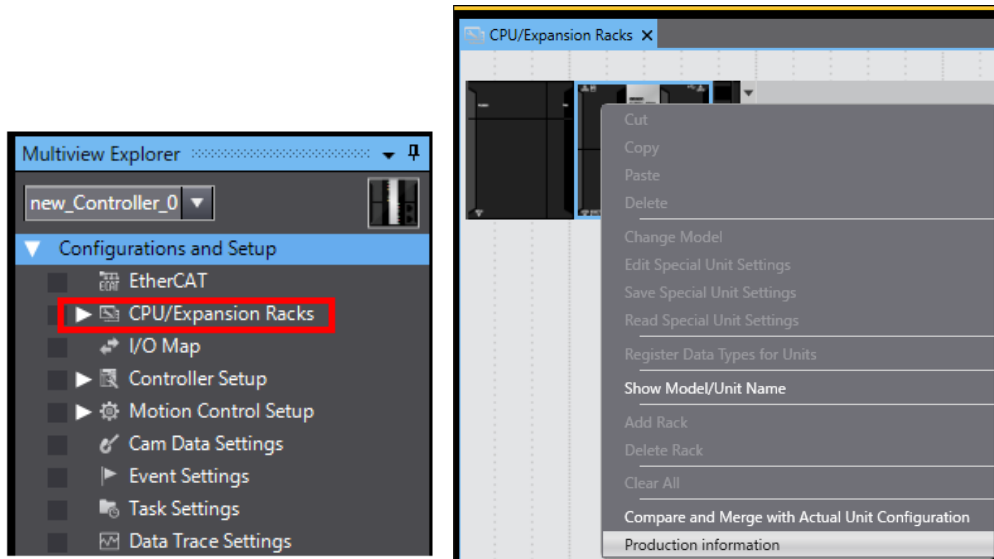 Multiview Explorer
new_Controller_0
Configurations and Setup
EtherCAT
CPU/Expansion Racks
I/O Map
Controller Setup
Motion Control Setup
Cam Data Settings
Event Settings
Task Settings
Data Trace Settings
CPU/Expansion Racks
Cut
Copy
Paste
Delete
Change Model
Edit Special Unit Settings
Save Special Unit Settings
Read Special Unit Settings
Register Data Types for Units
Show Model/Unit Name
Add Rack
Delete Rack
Clear All
Compare and Merge with Actual Unit Configuration
Production information